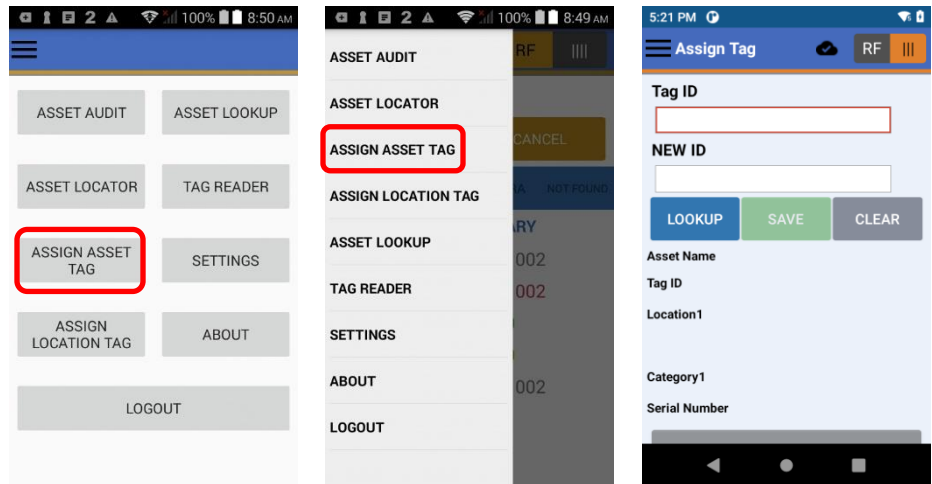 2 100% 8:50 AM
ASSET AUDIT
ASSET LOOKUP
ASSET LOCATOR
TAG READER
ASSIGN ASSET
TAG
SETTINGS
ASSIGN
LOCATION TAG
ABOUT
LOGOUT
2 100% 8:49 AM
RF
ASSET AUDIT
ASSET LOCATOR
CANCEL
ASSIGN ASSET TAG
ASSIGN LOCATION TAG
NOT FOUND
RY
ASSET LOOKUP
002
TAG READER
002
SETTINGS
ABOUT
002
LOGOUT
5:21 PM
Assign Tag
RF
Tag ID
NEW ID
LOOKUP
SAVE
CLEAR
Asset Name
Tag ID
Location1
Category1
Serial Number